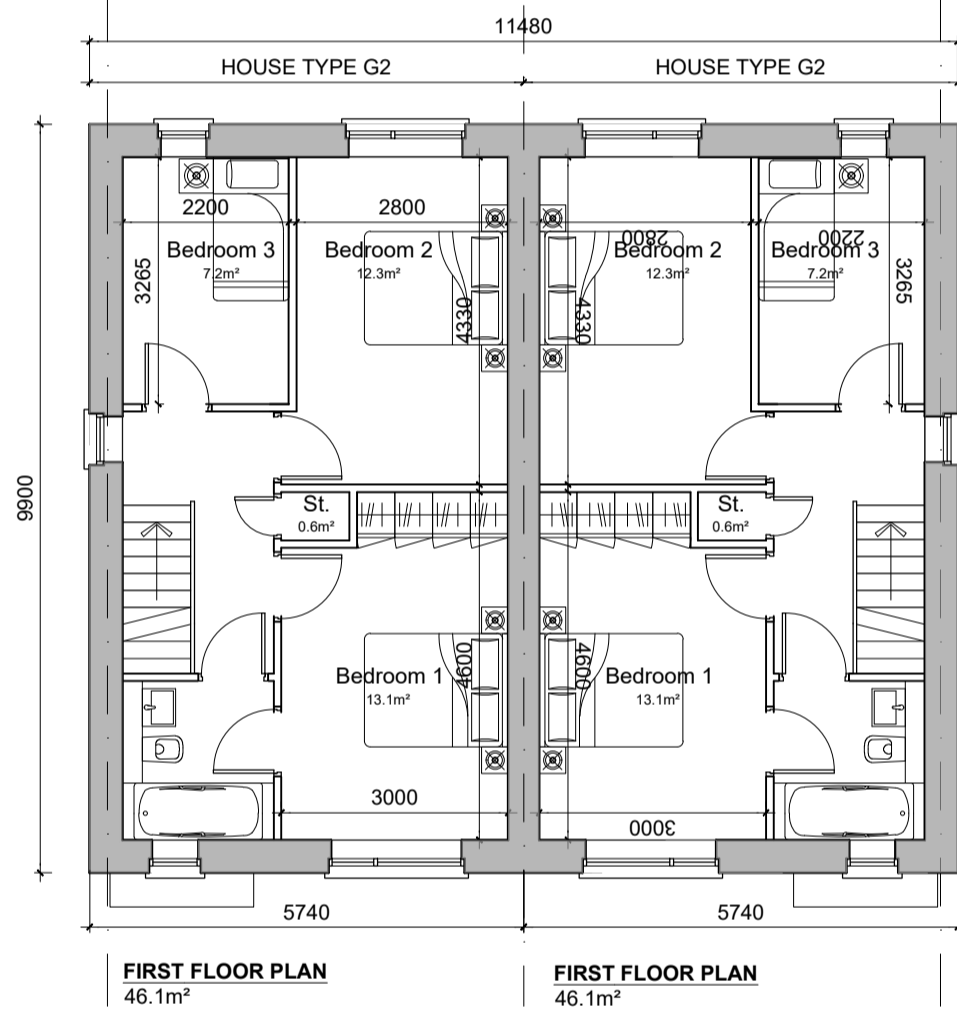 11480
HOUSE TYPE G2 HOUSE TYPE G2
2200 2800 2800 2200
Bedroom 3 Bedroom 2 Bedroom 2 Bedroom 3
7.2m² 12.3m² 12.3m² 7.2m²
3265 4330 4330 3265
9900
St. St.
0.6m² 0.6m²
4600 4600
Bedroom 1 Bedroom 1
13.1m² 13.1m²
3000 3000
5740 5740
FIRST FLOOR PLAN FIRST FLOOR PLAN
46.1m² 46.1m²